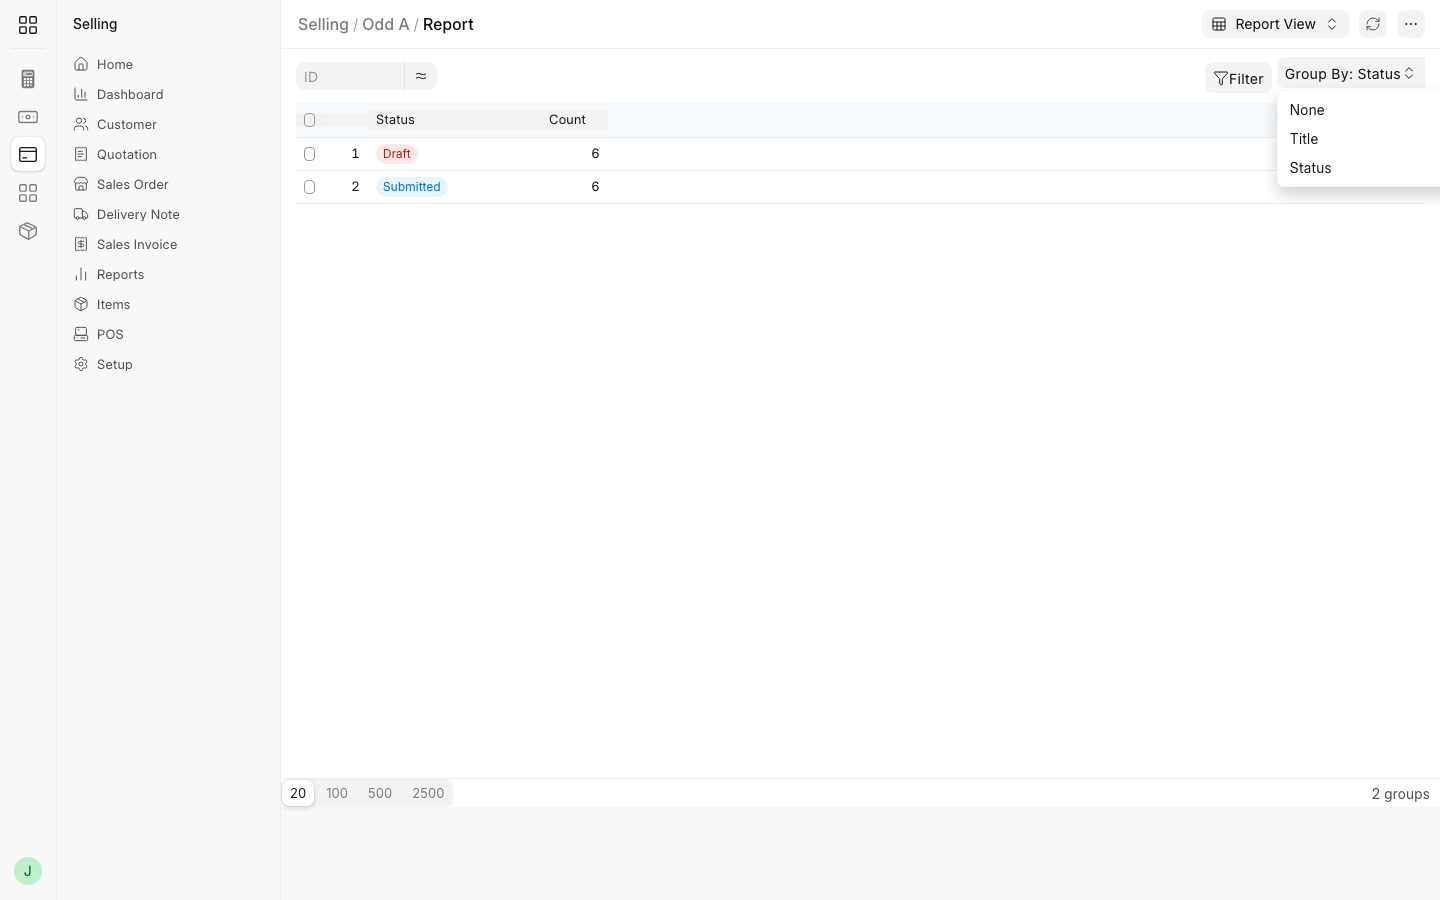 Selling
Home
Dashboard
Customer
Quotation
Sales Order
Delivery Note
Sales Invoice
Reports
Items
POS
Setup
J
Selling / Odd A / Report
Report View
ID
≈
Filter
Group By: Status
None
Title
Status
Status Count
1 Draft 6
2 Submitted 6
20 100 500 2500
2 groups